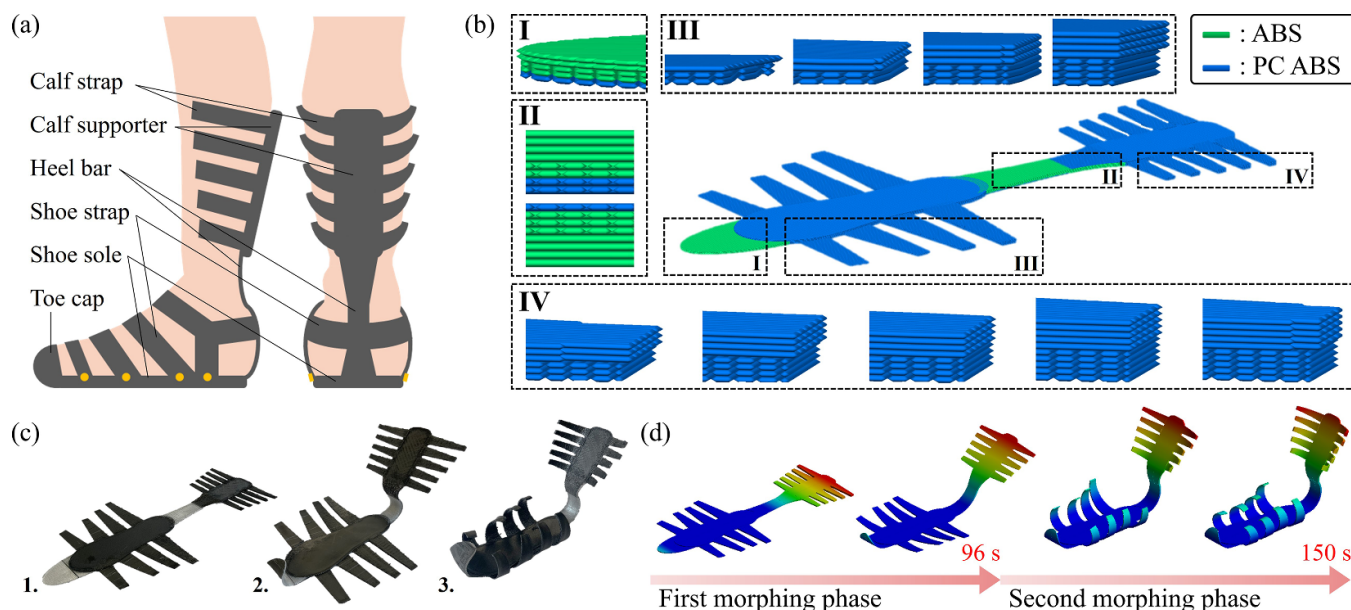 (a)
Calf strap
Calf supporter
Heel bar
Shoe strap
Shoe sole
Toe cap
(b)
I
III
: ABS
: PC ABS
II
II
IV
I
III
IV
(c)
1.
2.
3.
(d)
96 s
150 s
First morphing phase
Second morphing phase